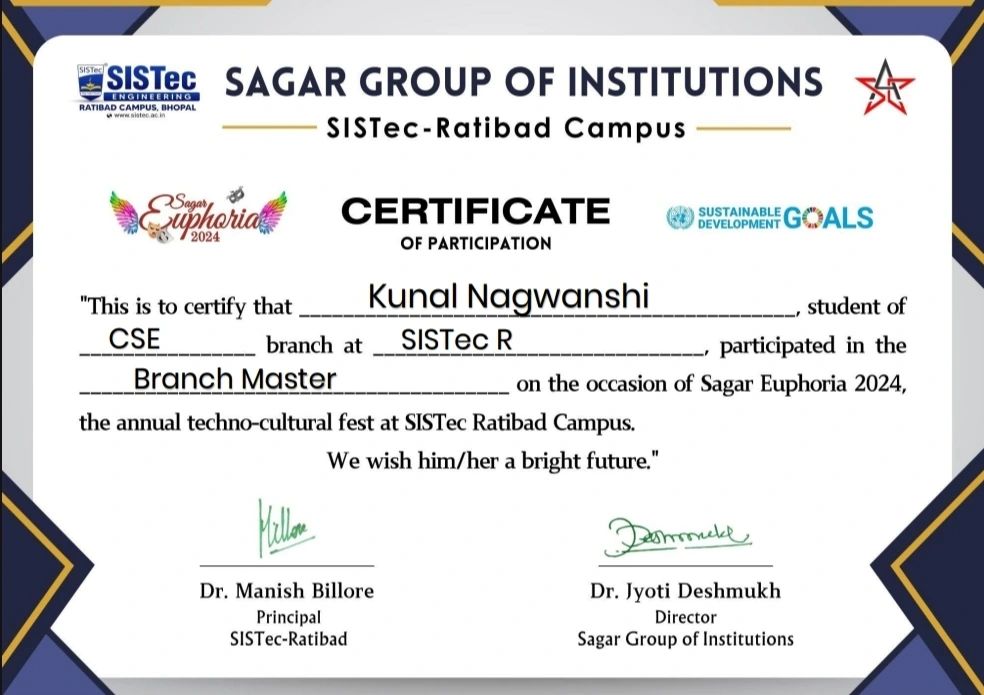 SISTec
SISTec
ENGINEERING
RATIBAD CAMPUS, BHOPAL
www.sistec.ac.in
SAGAR GROUP OF INSTITUTIONS
SISTec-Ratibad Campus
Sagar
Euphoria
2024
CERTIFICATE
OF PARTICIPATION
SUSTAINABLE
DEVELOPMENT GOALS
"This is to certify that Kunal Nagwanshi, student of
CSE branch at SISTec R, participated in the
Branch Master on the occasion of Sagar Euphoria 2024,
the annual techno-cultural fest at SISTec Ratibad Campus.
We wish him/her a bright future."
Billore
Deshmukh
Dr. Manish Billore
Principal
SISTec-Ratibad
Dr. Jyoti Deshmukh
Director
Sagar Group of Institutions